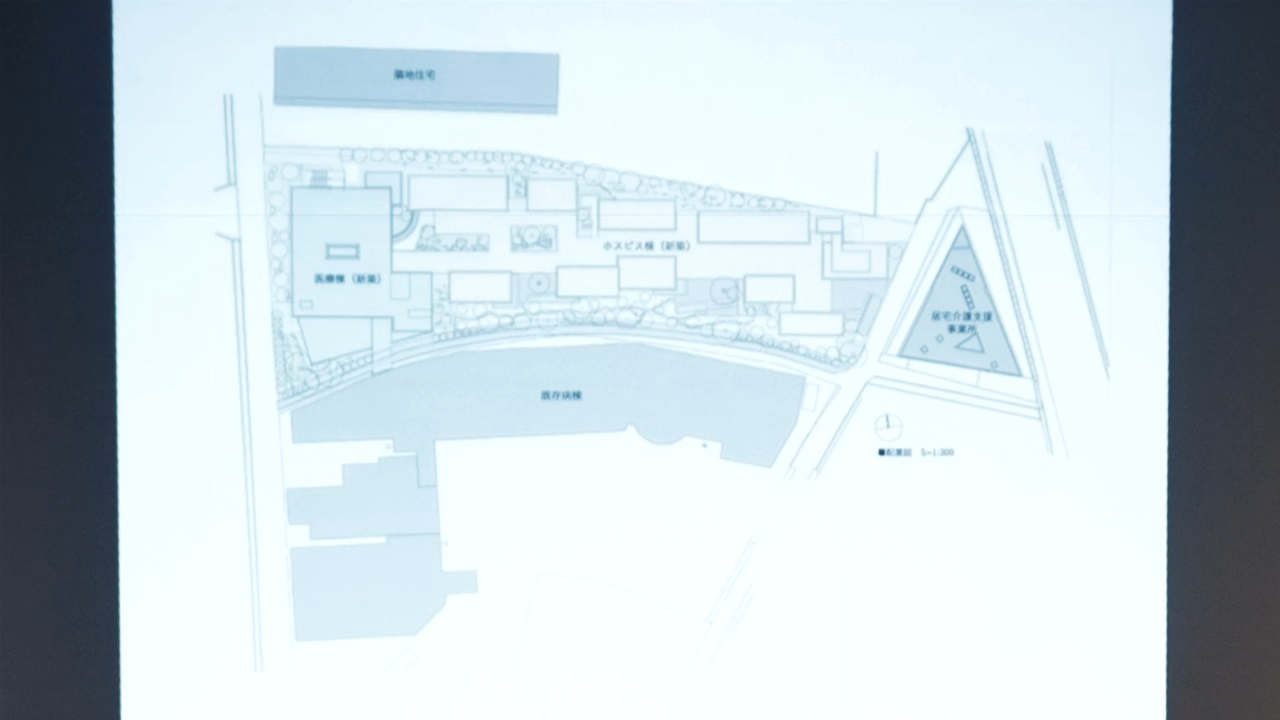 隣地住宅
ホスピス棟（新築）
医療棟（新築）
居宅介護支援
事業所
既存病棟
■配置図 S=1:300